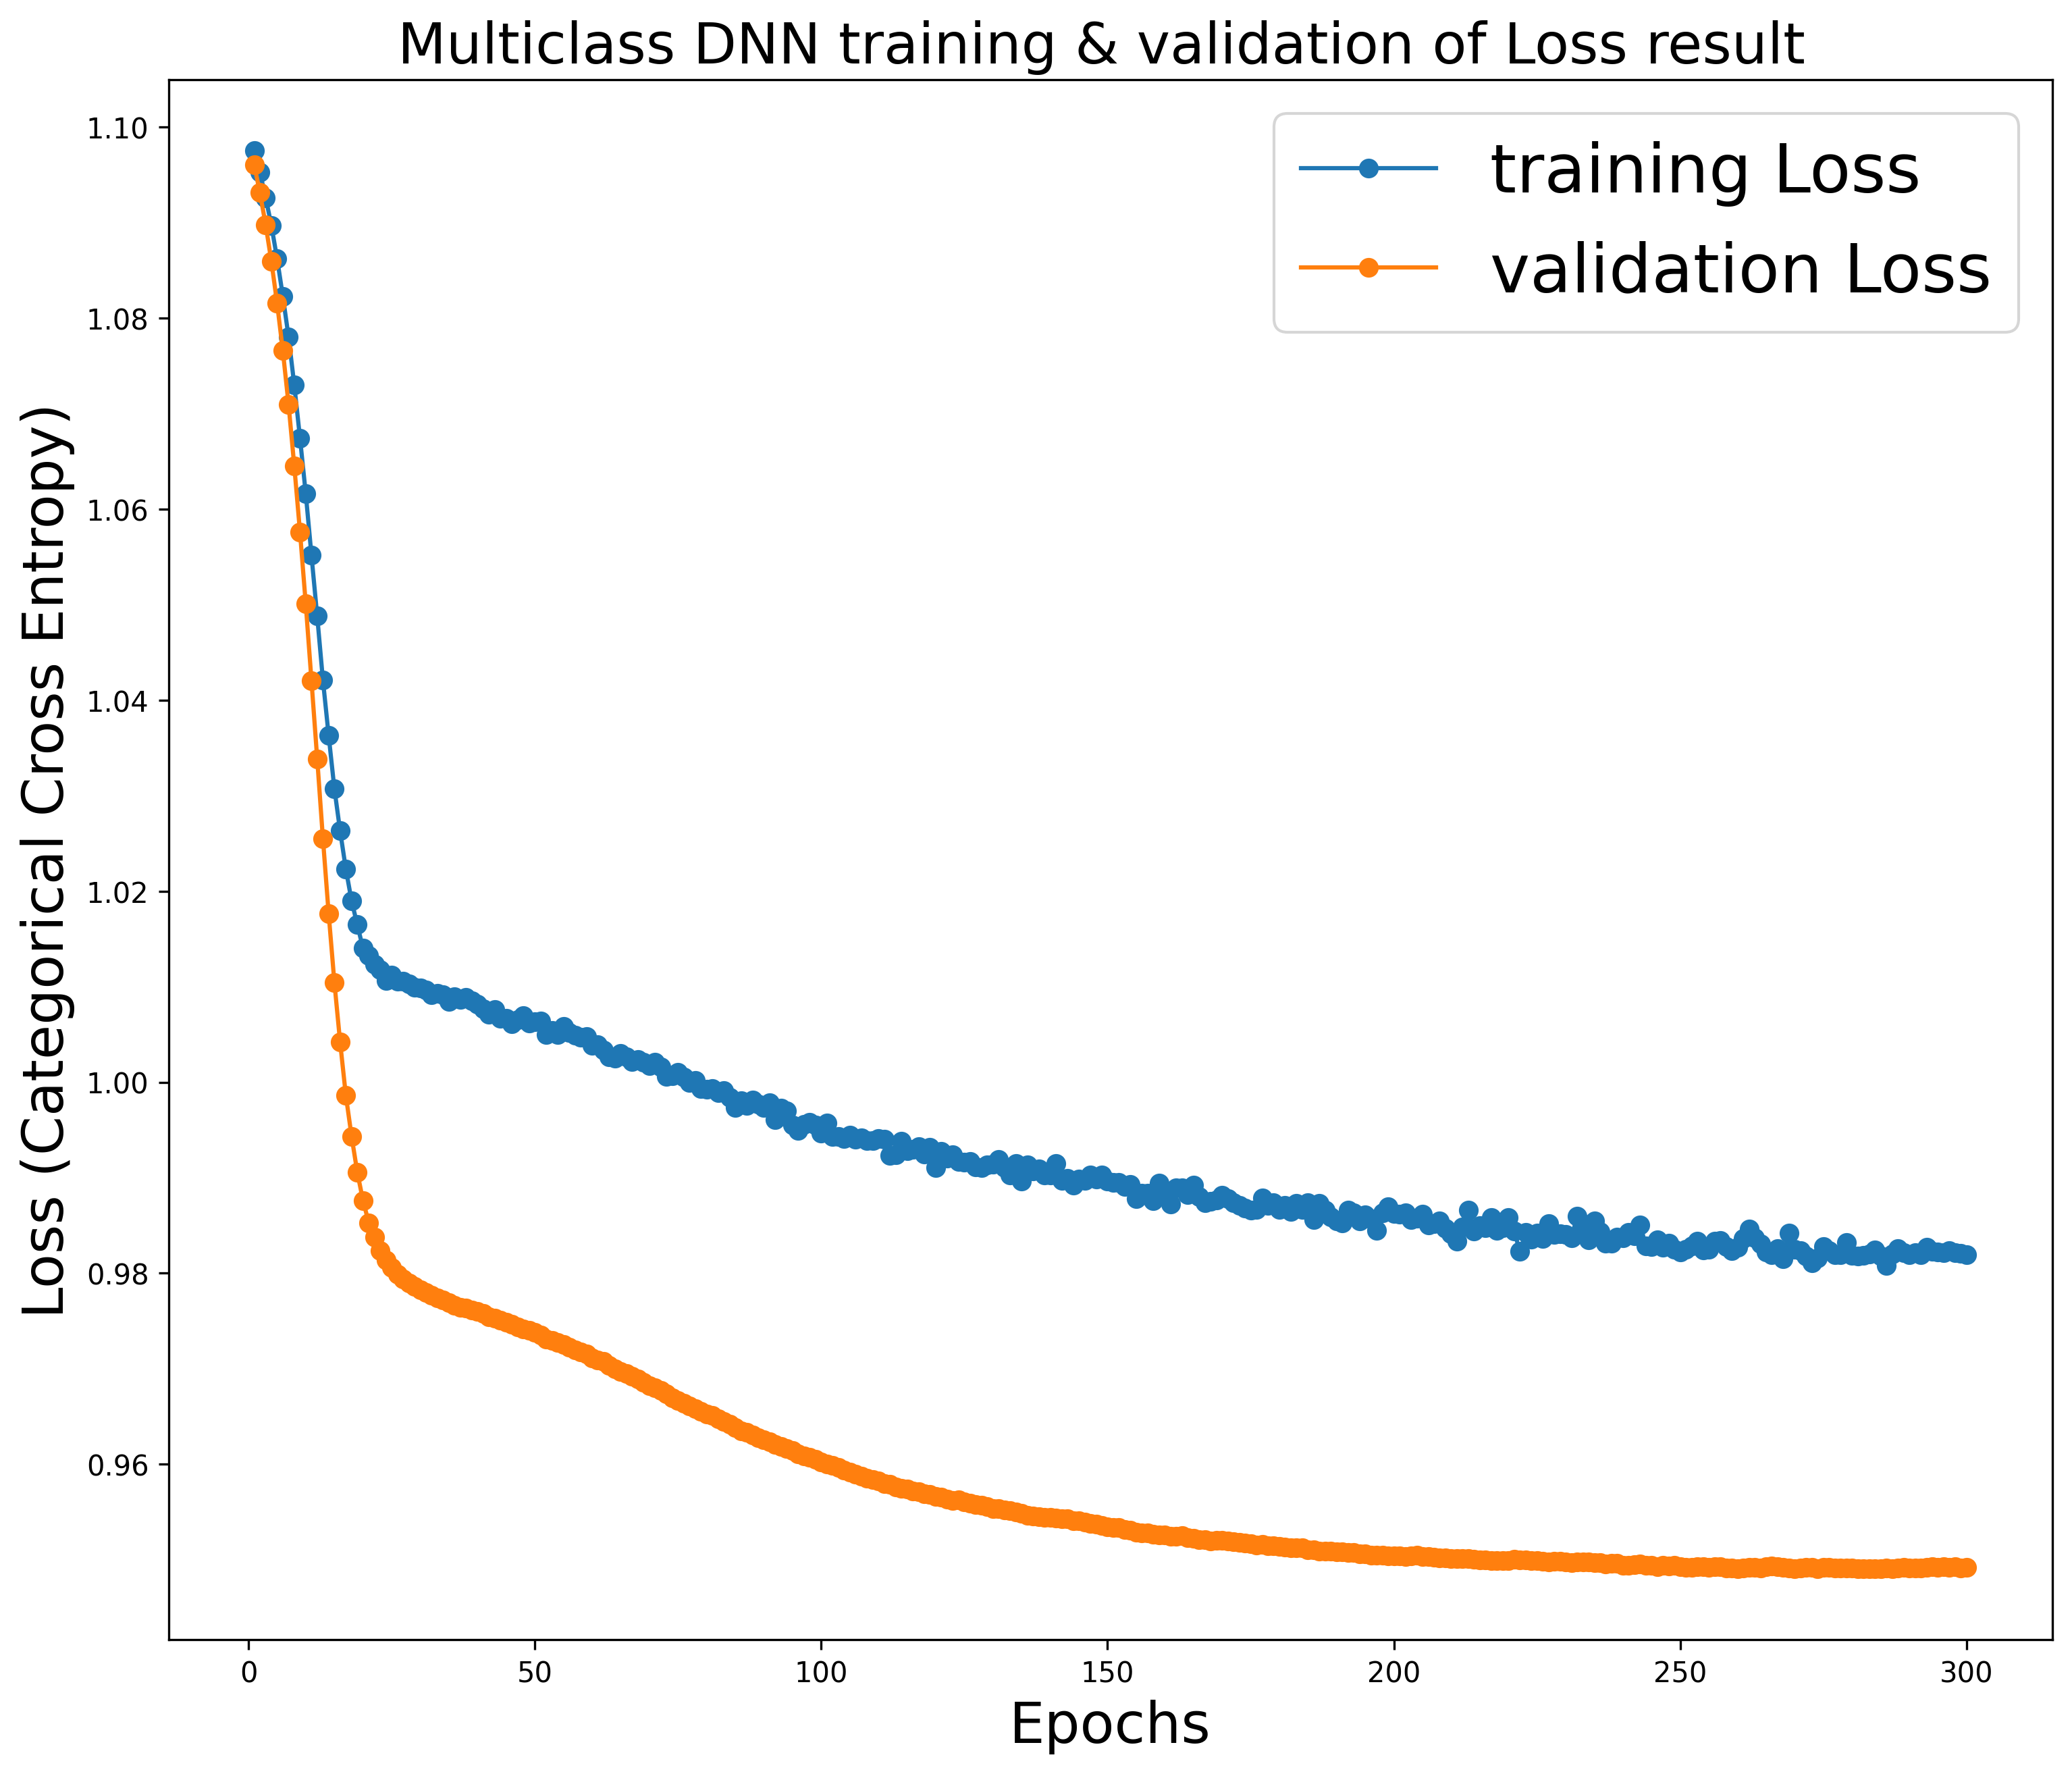 Multiclass DNN training & validation of Loss result
1.10
1.08
1.06
1.04
1.02
1.00
0.98
0.96
Loss (Categorical Cross Entropy)
training Loss
validation Loss
0 50 100 150 200 250 300
Epochs